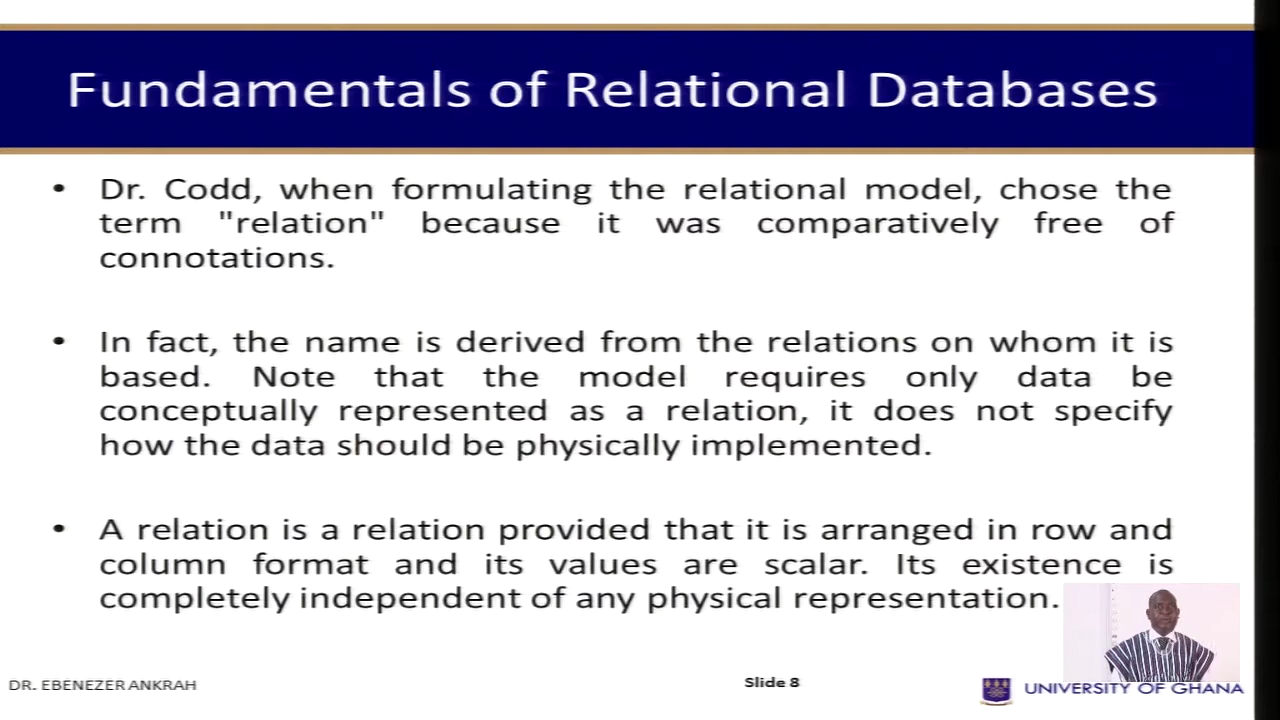 Fundamentals of Relational Databases
• Dr. Codd, when formulating the relational model, chose the
term "relation" because it was comparatively free of
connotations.
• In fact, the name is derived from the relations on whom it is
based. Note that the model requires only data be
conceptually represented as a relation, it does not specify
how the data should be physically implemented.
• A relation is a relation provided that it is arranged in row and
column format and its values are scalar. Its existence is
completely independent of any physical representation.
DR. EBENEZER ANKRAH
Slide 8
UNIVERSITY OF GHANA